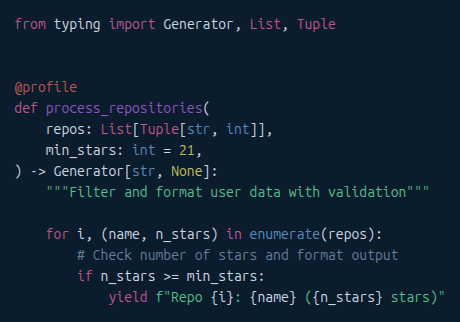 from typing import Generator, List, Tuple
@profile
def process_repositories(
    repos: List[Tuple[str, int]],
    min_stars: int = 21,
) -> Generator[str, None]:
    """Filter and format user data with validation"""
    for i, (name, n_stars) in enumerate(repos):
        # Check number of stars and format output
        if n_stars >= min_stars:
            yield f"Repo {i}: {name} ({n_stars} stars)"